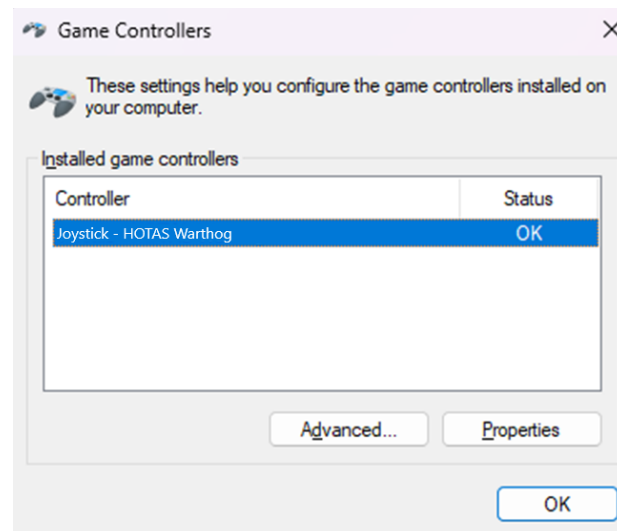 Game Controllers
These settings help you configure the game controllers installed on
your computer.
Installed game controllers
Controller Status
Joystick - HOTAS Warthog OK
Advanced... Properties
OK